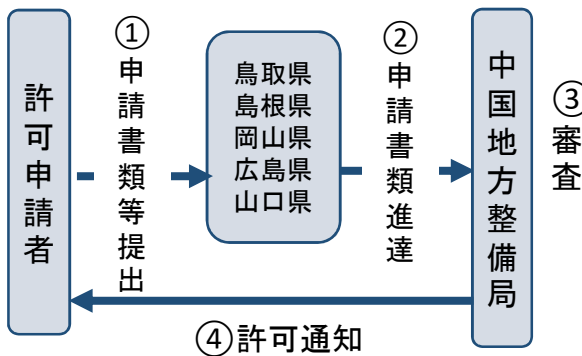 許可申請者
①申請書類等提出
鳥取県
島根県
岡山県
広島県
山口県
②申請書類進達
中国地方整備局
③審査
④許可通知